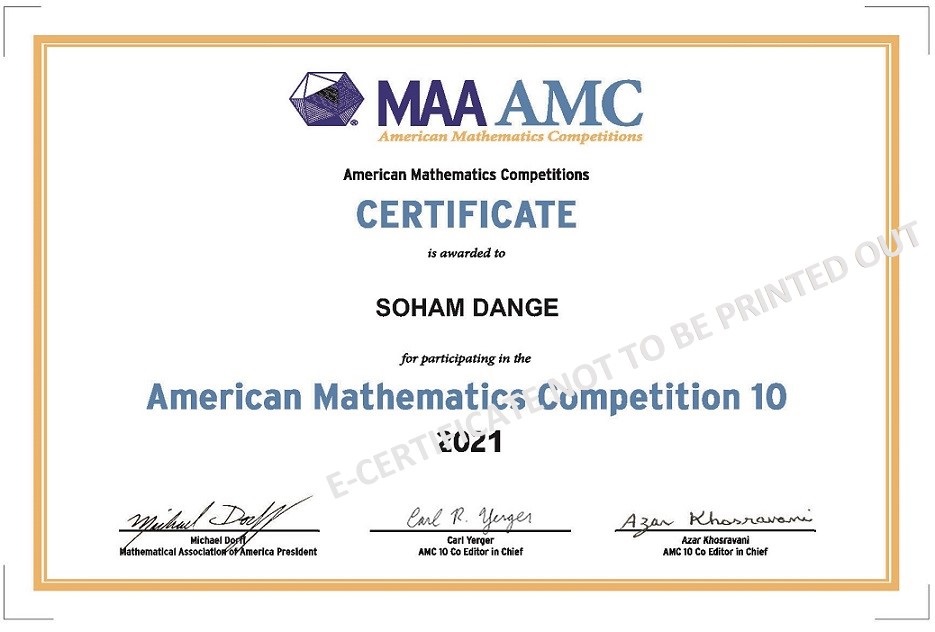 MAA AMC
American Mathematics Competitions
American Mathematics Competitions
CERTIFICATE
is awarded to
SOHAM DANGE
for participating in the
American Mathematics Competition 10
2021
E-CERTIFICATE NOT TO BE PRINTED OUT
Michael Dorff
Carl R. Yerger
Azar Khosravani
Michael Dorff
Mathematical Association of America President
Carl Yerger
AMC 10 Co Editor in Chief
Azar Khosravani
AMC 10 Co Editor in Chief